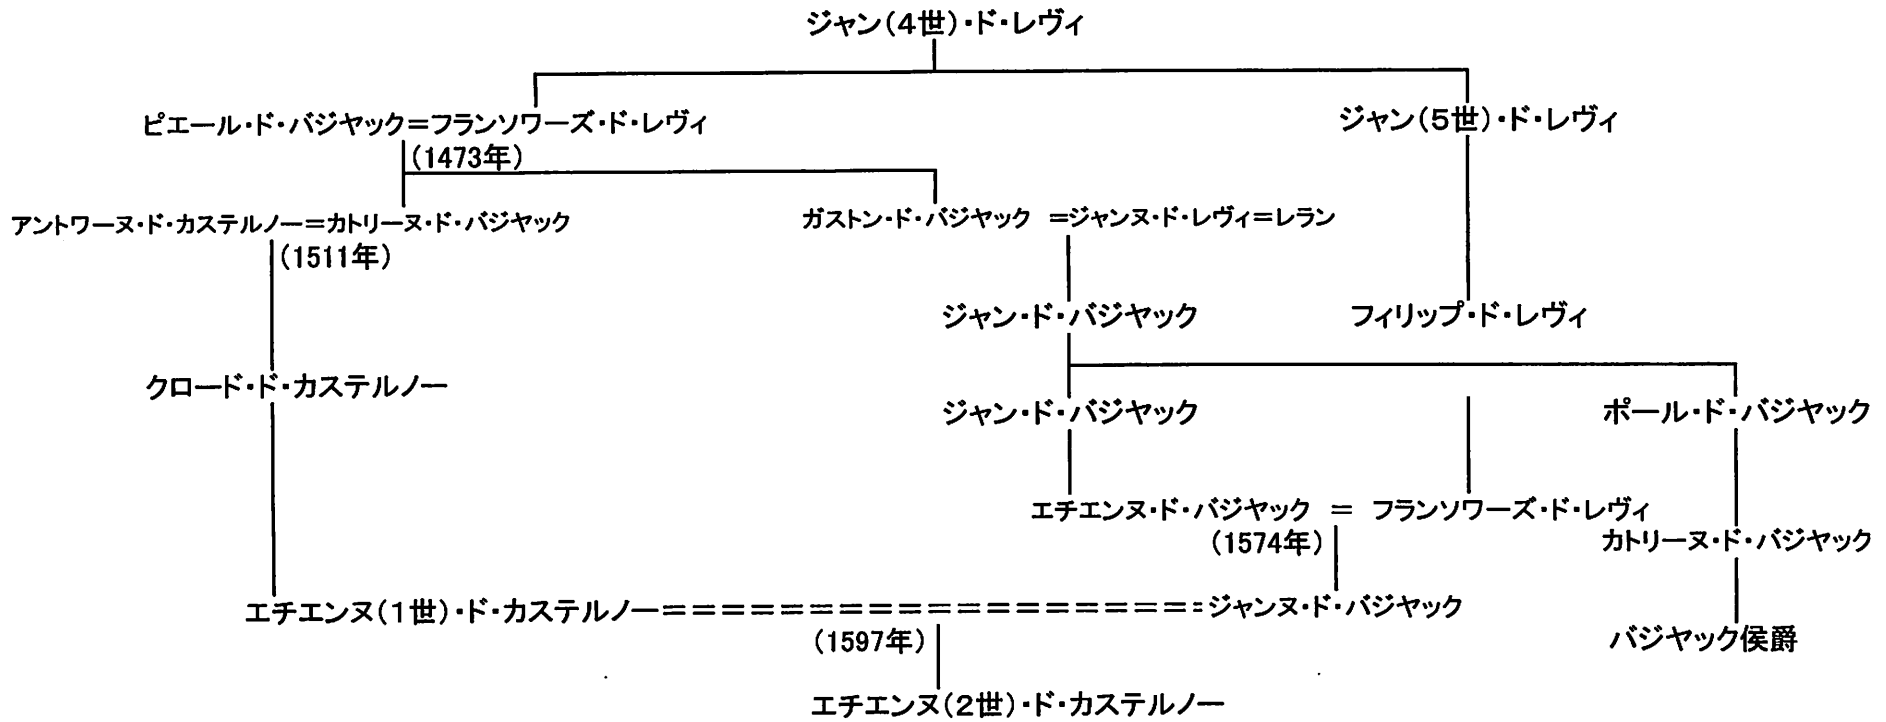 ジャン(4世)・ド・レヴィ
ピエール・ド・バジヤック=フランソワーズ・ド・レヴィ
ジャン(5世)・ド・レヴィ
(1473年)
アントワーヌ・ド・カステルノー=カトリーヌ・ド・バジヤック
ガストン・ド・バジヤック =ジャンヌ・ド・レヴィ=レラン
(1511年)
ジャン・ド・バジヤック
フィリップ・ド・レヴィ
クロード・ド・カステルノー
ジャン・ド・バジヤック
ポール・ド・バジヤック
エチエンヌ・ド・バジヤック = フランソワーズ・ド・レヴィ
(1574年)
カトリーヌ・ド・バジヤック
エチエンヌ(1世)・ド・カステルノー============================ジャンヌ・ド・バジヤック
(1597年)
バジヤック侯爵
エチエンヌ(2世)・ド・カステルノー